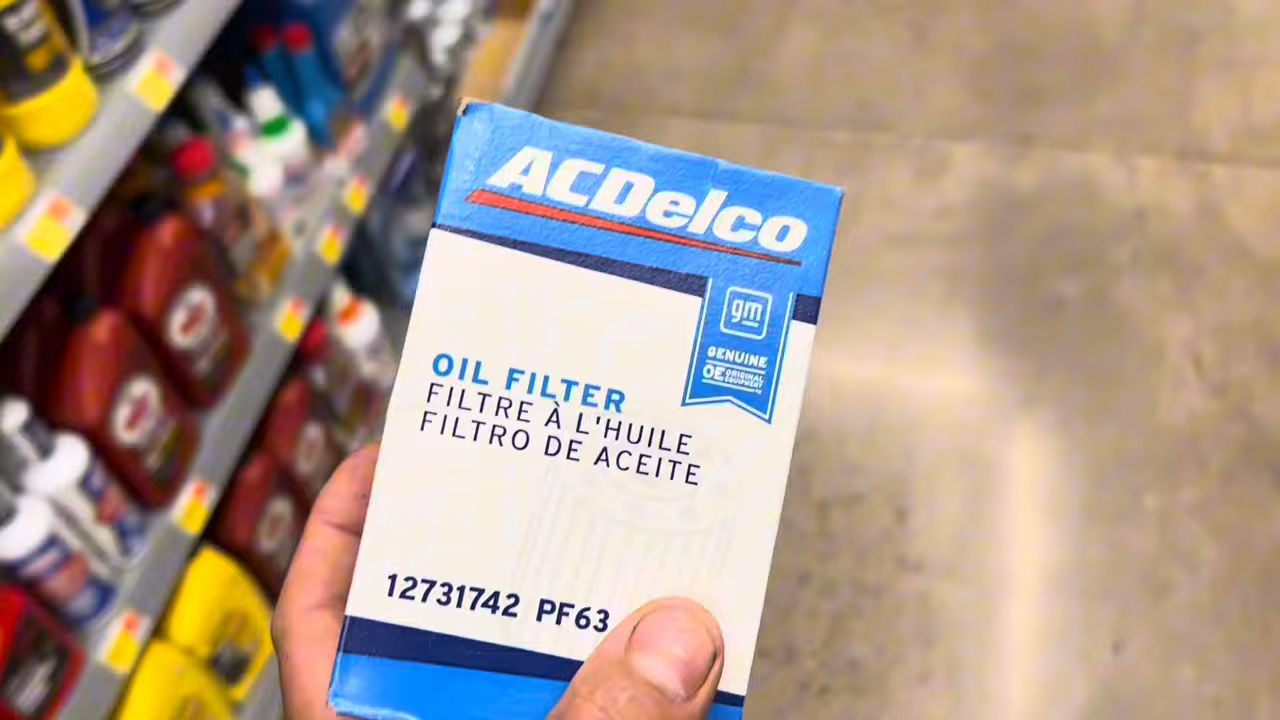 ACDelco
gm
GENUINE
OE ORIGINAL EQUIPMENT
OIL FILTER
FILTRE À L'HUILE
FILTRO DE ACEITE
12731742 PF63